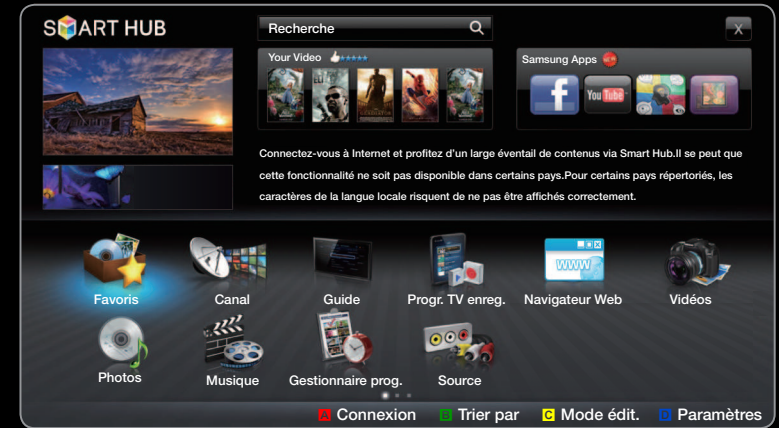 SMART HUB
Recherche
X
Your Video
Samsung Apps
You Tube
Connectez-vous à Internet et profitez d'un large éventail de contenus via Smart Hub.Il se peut que
cette fonctionnalité ne soit pas disponible dans certains pays.Pour certains pays répertoriés, les
caractères de la langue locale risquent de ne pas être affichés correctement.
www
Favoris
Canal
Guide
Progr. TV enreg.
Navigateur Web
Vidéos
Photos
Musique
Gestionnaire prog.
Source
A Connexion
B Trier par
C Mode édit.
D Paramètres